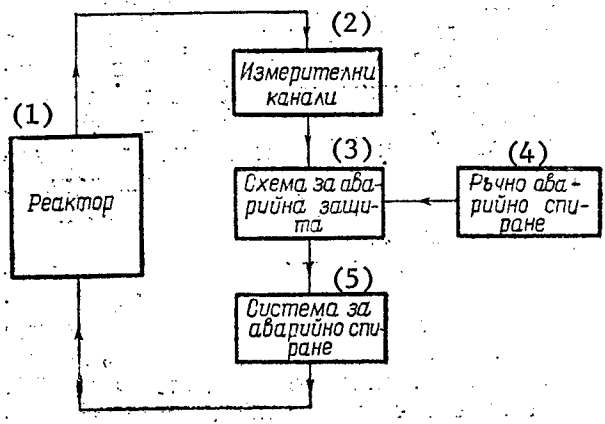 (2)
Измерителни
канали
(1)
Реактор
(3)
Схема за ава-
рийна защи-
та
(4)
Ръчно ава-
рийно спи-
ране
(5)
Система за
аварийно спи-
ране